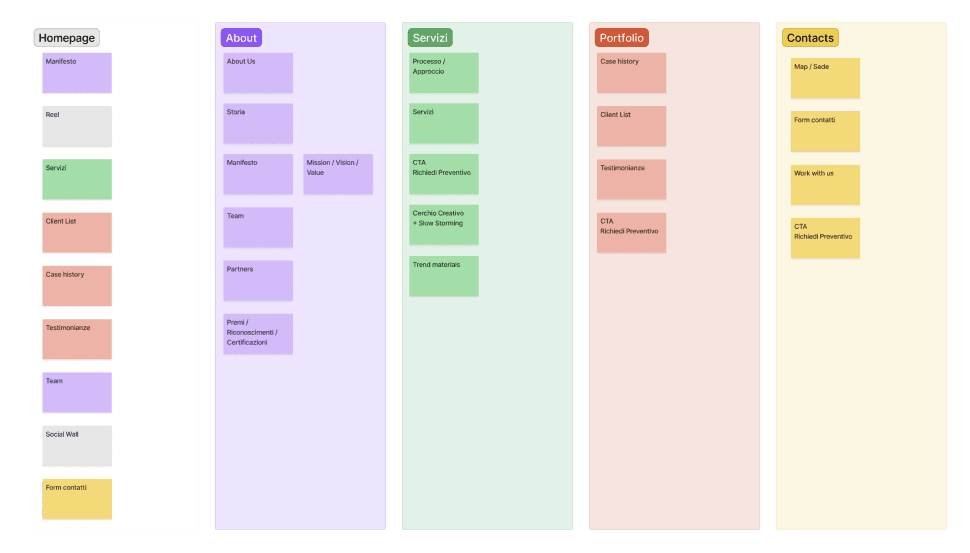 Homepage
Manifesto
Reel
Servizi
Client List
Case history
Testimonianze
Team
Social Wall
Form contatti
About
About Us
Storia
Manifesto
Mission / Vision /
Value
Team
Partners
Premi /
Riconoscimenti /
Certificazioni
Servizi
Processo /
Approccio
Servizi
CTA
Richiedi Preventivo
Cerchio Creativo
+ Slow Storming
Trend materials
Portfolio
Case history
Client List
Testimonianze
CTA
Richiedi Preventivo
Contacts
Map / Sede
Form contatti
Work with us
CTA
Richiedi Preventivo